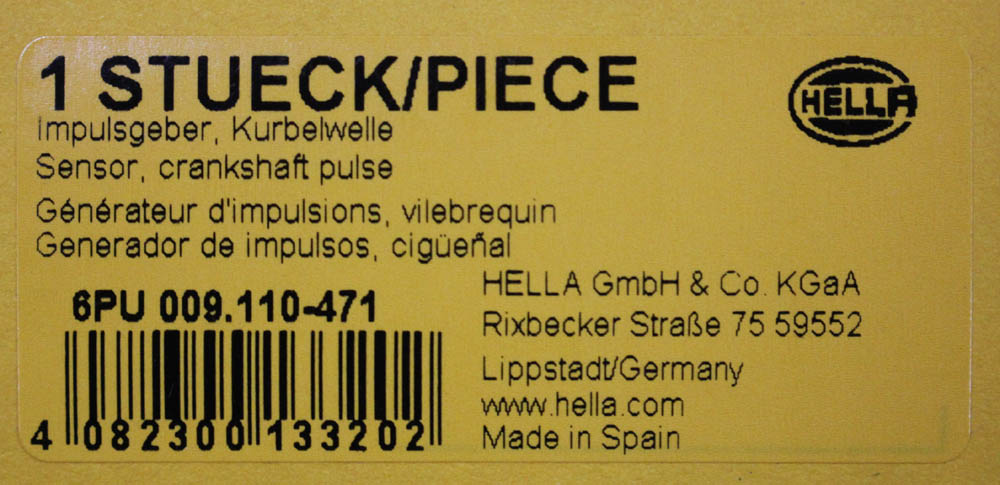 1 STUECK/PIECE
HELLA
Impulsgeber, Kurbelwelle
Sensor, crankshaft pulse
Générateur d'impulsions, vilebrequin
Generador de impulsos, cigüeñal
6PU 009.110-471
4 082300 133202
HELLA GmbH & Co. KGaA
Rixbecker Straße 75 59552
Lippstadt/Germany
www.hella.com
Made in Spain